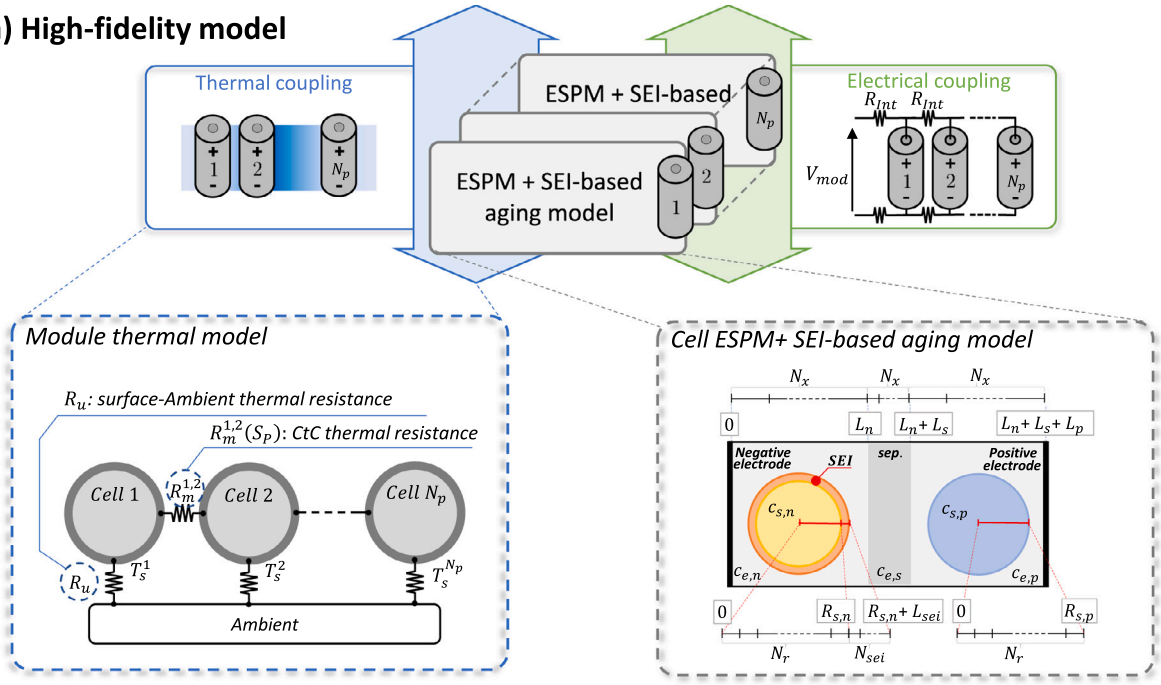 ) High-fidelity model
Thermal coupling
+ + +
1 2 N_p
- - -
ESPM + SEI-based
N_p
2
ESPM + SEI-based
aging model
1
Electrical coupling
R_Int R_Int
V_mod
+ + +
1 2 N_p
- - -
Module thermal model
R_u: surface-Ambient thermal resistance
R_m^{1,2}(S_P): CtC thermal resistance
Cell 1 R_m^{1,2} Cell 2 Cell N_p
R_u T_s^1 T_s^2 T_s^{N_p}
Ambient
Cell ESPM+ SEI-based aging model
N_x N_x N_x
0 L_n L_n + L_s L_n + L_s + L_p
Negative
electrode
SEI
sep.
Positive
electrode
c_{s,n} c_{s,p}
c_{e,n} c_{e,s} c_{e,p}
0 R_{s,n} R_{s,n} + L_{sei} 0 R_{s,p}
N_r N_{sei} N_r